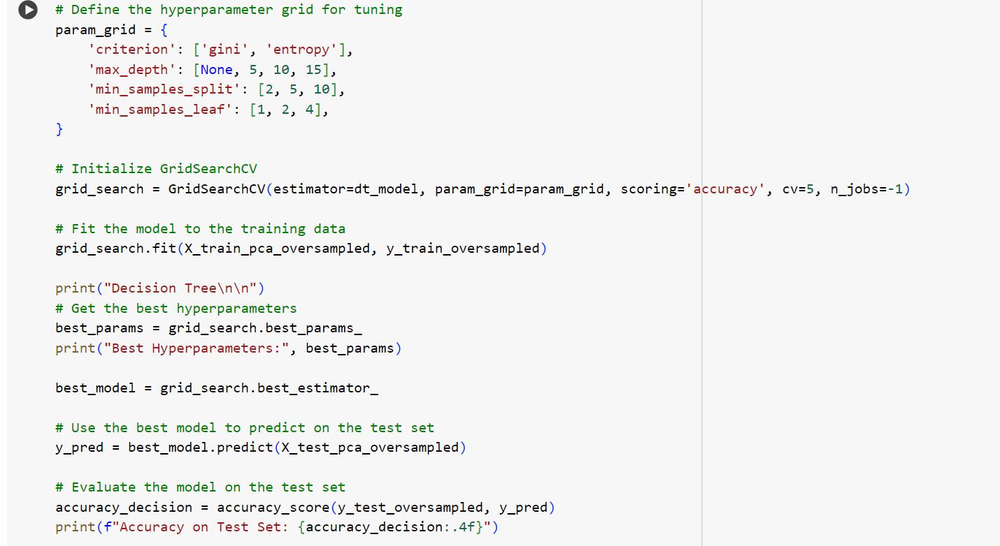 # Define the hyperparameter grid for tuning
param_grid = {
    'criterion': ['gini', 'entropy'],
    'max_depth': [None, 5, 10, 15],
    'min_samples_split': [2, 5, 10],
    'min_samples_leaf': [1, 2, 4],
}

# Initialize GridSearchCV
grid_search = GridSearchCV(estimator=dt_model, param_grid=param_grid, scoring='accuracy', cv=5, n_jobs=-1)

# Fit the model to the training data
grid_search.fit(X_train_pca_oversampled, y_train_oversampled)

print("Decision Tree\n\n")
# Get the best hyperparameters
best_params = grid_search.best_params_
print("Best Hyperparameters:", best_params)

best_model = grid_search.best_estimator_

# Use the best model to predict on the test set
y_pred = best_model.predict(X_test_pca_oversampled)

# Evaluate the model on the test set
accuracy_decision = accuracy_score(y_test_oversampled, y_pred)
print(f"Accuracy on Test Set: {accuracy_decision:.4f}")